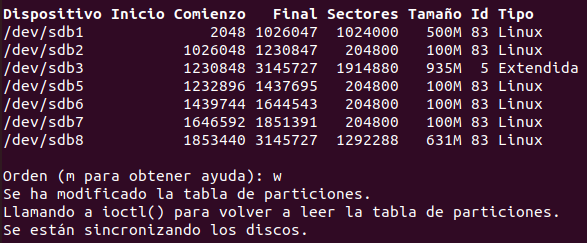 Dispositivo Inicio Comienzo Final Sectores Tamaño Id Tipo
/dev/sdb1 2048 1026047 1024000 500M 83 Linux
/dev/sdb2 1026048 1230847 204800 100M 83 Linux
/dev/sdb3 1230848 3145727 1914880 935M 5 Extendida
/dev/sdb5 1232896 1437695 204800 100M 83 Linux
/dev/sdb6 1439744 1644543 204800 100M 83 Linux
/dev/sdb7 1646592 1851391 204800 100M 83 Linux
/dev/sdb8 1853440 3145727 1292288 631M 83 Linux
Orden (m para obtener ayuda): w
Se ha modificado la tabla de particiones.
Llamando a ioctl() para volver a leer la tabla de particiones.
Se están sincronizando los discos.